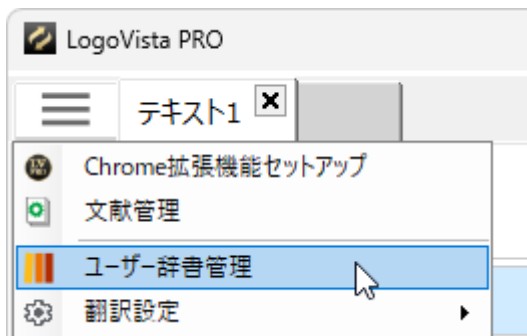 LogoVista PRO
テキスト1
Chrome拡張機能セットアップ
文献管理
ユーザー辞書管理
翻訳設定